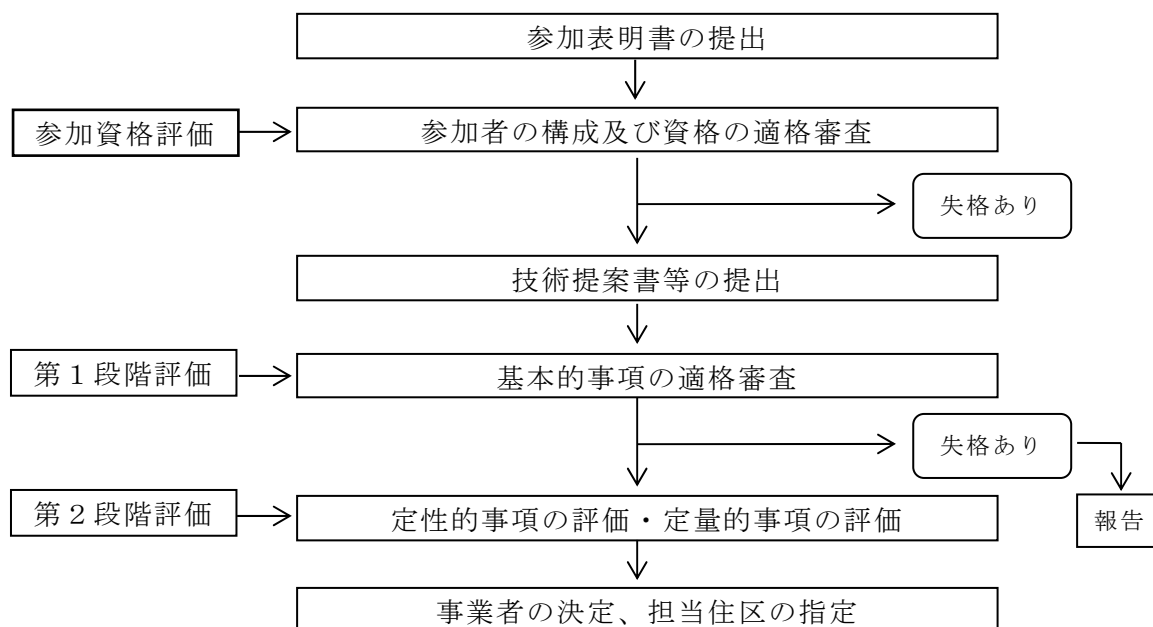 参加表明書の提出
参加資格評価
参加者の構成及び資格の適格審査
失格あり
技術提案書等の提出
第１段階評価
基本的事項の適格審査
失格あり
第２段階評価
定性的事項の評価・定量的事項の評価
報告
事業者の決定、担当住区の指定